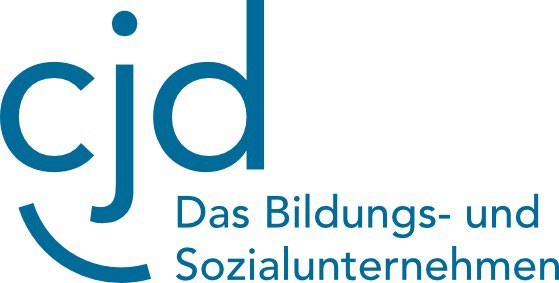 cjd
Das Bildungs- und
Sozialunternehmen